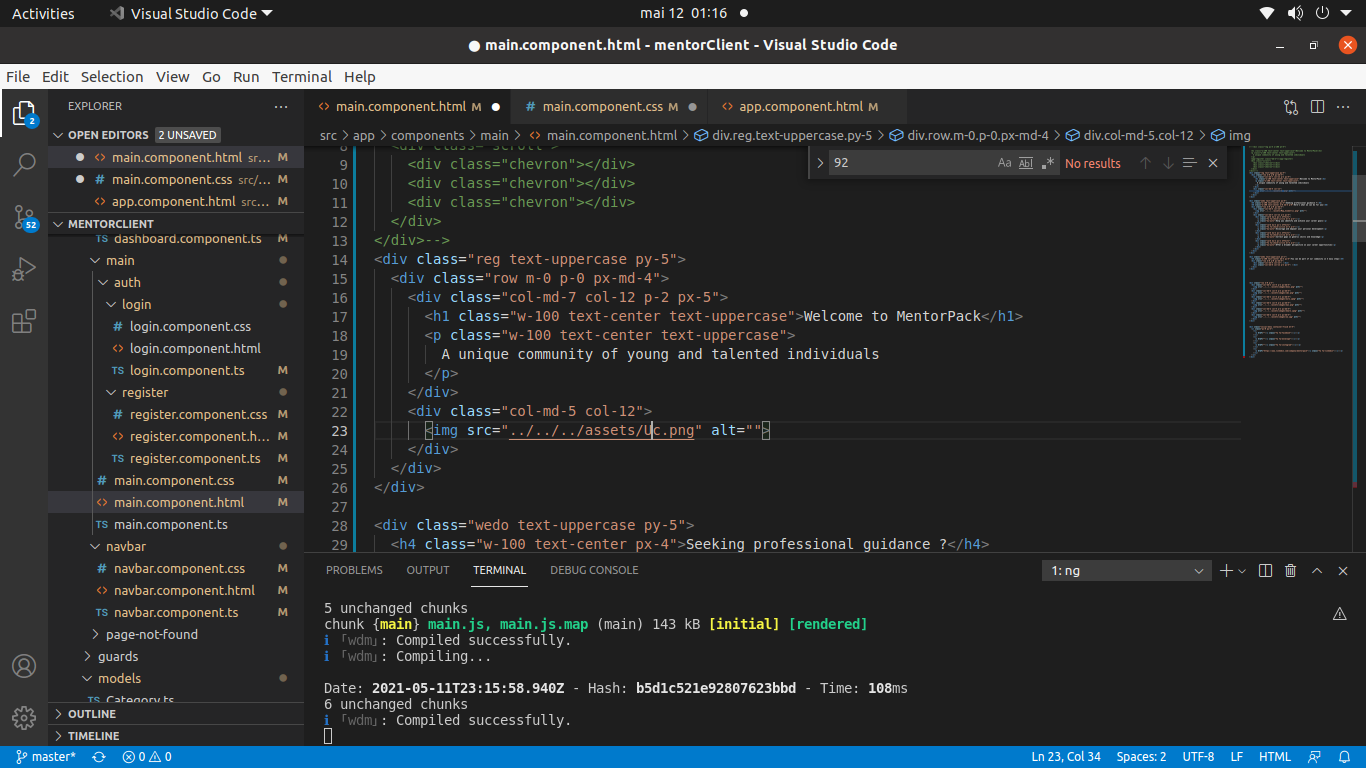 Activities
Visual Studio Code
mai 12 01:16
● main.component.html - mentorClient - Visual Studio Code
File Edit Selection View Go Run Terminal Help
EXPLORER
OPEN EDITORS 2 UNSAVED
main.component.html sr... M
main.component.css src/... M
app.component.html src... M
MENTORCLIENT
dashboard.component.ts M
main
auth
login
login.component.css
login.component.html
login.component.ts M
register
register.component.css M
register.component.h... M
register.component.ts M
main.component.css M
main.component.html M
main.component.ts
navbar
navbar.component.css M
navbar.component.html M
navbar.component.ts M
page-not-found
guards
models
Category.ts
OUTLINE
TIMELINE
2
52
main.component.html M
main.component.css M
app.component.html M
src > app > components > main > main.component.html > div.reg.text-uppercase.py-5 > div.row.m-0.p-0.px-md-4 > div.col-md-5.col-12 > img
92
Aa Abl .*
No results
8 <div class="scroll">
9 <div class="chevron"></div>
10 <div class="chevron"></div>
11 <div class="chevron"></div>
12 </div>
13 </div>-->
14 <div class="reg text-uppercase py-5">
15 <div class="row m-0 p-0 px-md-4">
16 <div class="col-md-7 col-12 p-2 px-5">
17 <h1 class="w-100 text-center text-uppercase">Welcome to MentorPack</h1>
18 <p class="w-100 text-center text-uppercase">
19 A unique community of young and talented individuals
20 </p>
21 </div>
22 <div class="col-md-5 col-12">
23 <img src="../../../assets/Uc.png" alt="">
24 </div>
25 </div>
26 </div>
27
28 <div class="wedo text-uppercase py-5">
29 <h4 class="w-100 text-center px-4">Seeking professional guidance ?</h4>
PROBLEMS OUTPUT TERMINAL DEBUG CONSOLE
1: ng
5 unchanged chunks
chunk {main} main.js, main.js.map (main) 143 kB [initial] [rendered]
ℹ ｢wdm｣: Compiled successfully.
ℹ ｢wdm｣: Compiling...
Date: 2021-05-11T23:15:58.940Z - Hash: b5d1c521e92807623bbd - Time: 108ms
6 unchanged chunks
ℹ ｢wdm｣: Compiled successfully.
master* 0 0
Ln 23, Col 34 Spaces: 2 UTF-8 LF HTML